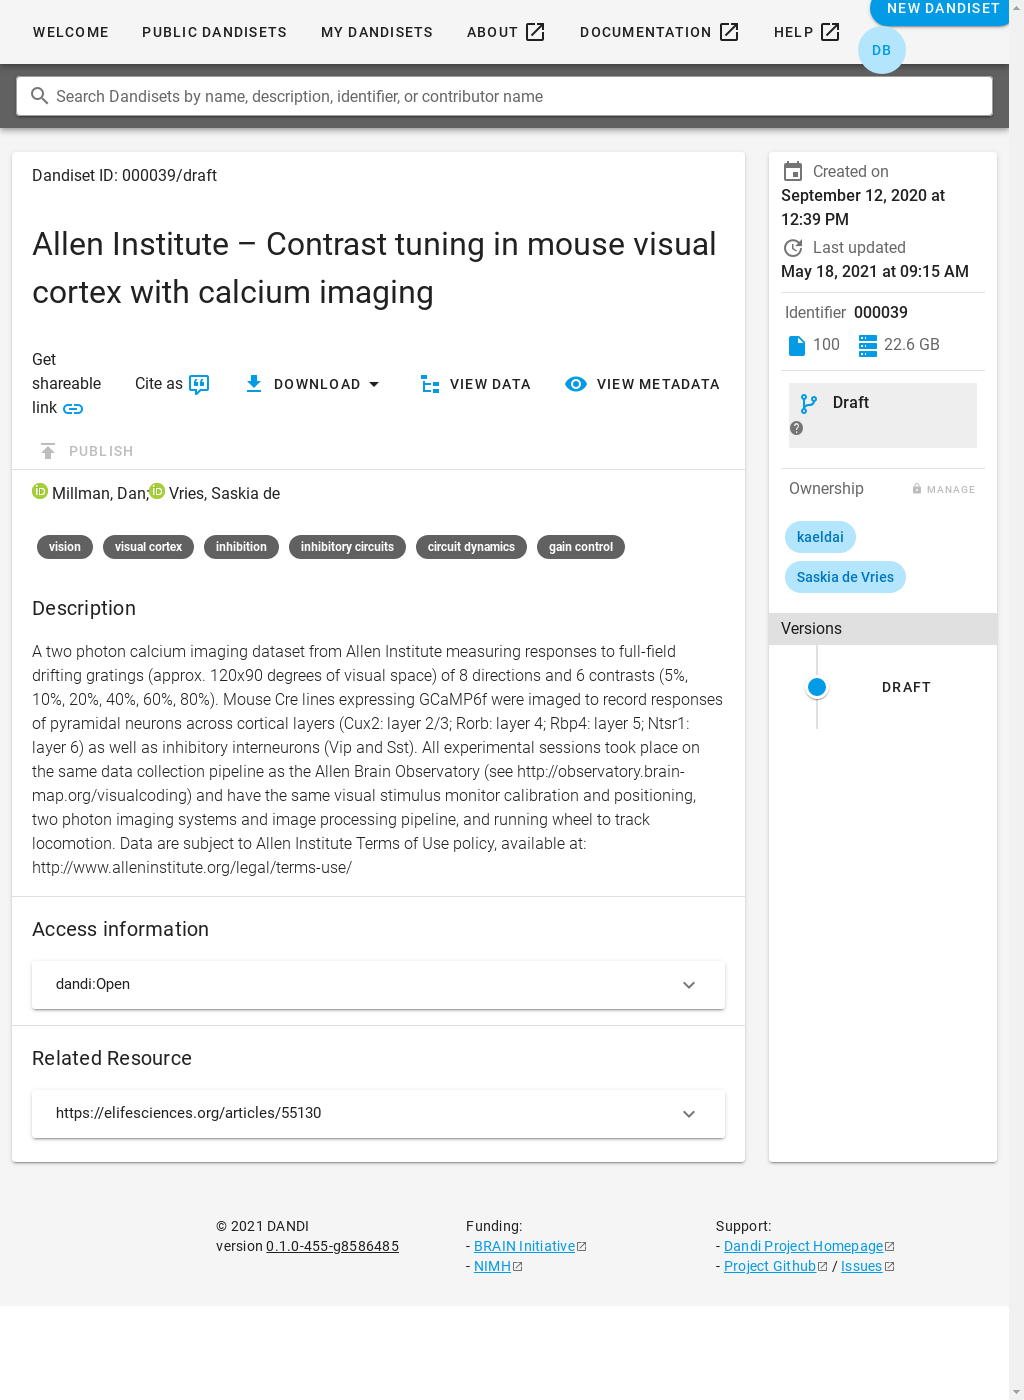 WELCOME PUBLIC DANDISETS MY DANDISETS ABOUT DOCUMENTATION HELP NEW DANDISET
DB
Search Dandisets by name, description, identifier, or contributor name
Dandiset ID: 000039/draft
Allen Institute – Contrast tuning in mouse visual
cortex with calcium imaging
Get
shareable
link
Cite as
DOWNLOAD
VIEW DATA
VIEW METADATA
PUBLISH
iD Millman, Dan;iD Vries, Saskia de
vision visual cortex inhibition inhibitory circuits circuit dynamics gain control
Description
A two photon calcium imaging dataset from Allen Institute measuring responses to full-field
drifting gratings (approx. 120x90 degrees of visual space) of 8 directions and 6 contrasts (5%,
10%, 20%, 40%, 60%, 80%). Mouse Cre lines expressing GCaMP6f were imaged to record responses
of pyramidal neurons across cortical layers (Cux2: layer 2/3; Rorb: layer 4; Rbp4: layer 5; Ntsr1:
layer 6) as well as inhibitory interneurons (Vip and Sst). All experimental sessions took place on
the same data collection pipeline as the Allen Brain Observatory (see http://observatory.brain-
map.org/visualcoding) and have the same visual stimulus monitor calibration and positioning,
two photon imaging systems and image processing pipeline, and running wheel to track
locomotion. Data are subject to Allen Institute Terms of Use policy, available at:
http://www.alleninstitute.org/legal/terms-use/
Access information
dandi:Open
Related Resource
https://elifesciences.org/articles/55130
Created on
September 12, 2020 at
12:39 PM
Last updated
May 18, 2021 at 09:15 AM
Identifier 000039
100 22.6 GB
Draft
?
Ownership MANAGE
kaeldai
Saskia de Vries
Versions
DRAFT
© 2021 DANDI
version 0.1.0-455-g8586485
Funding:
- BRAIN Initiative
- NIMH
Support:
- Dandi Project Homepage
- Project Github / Issues